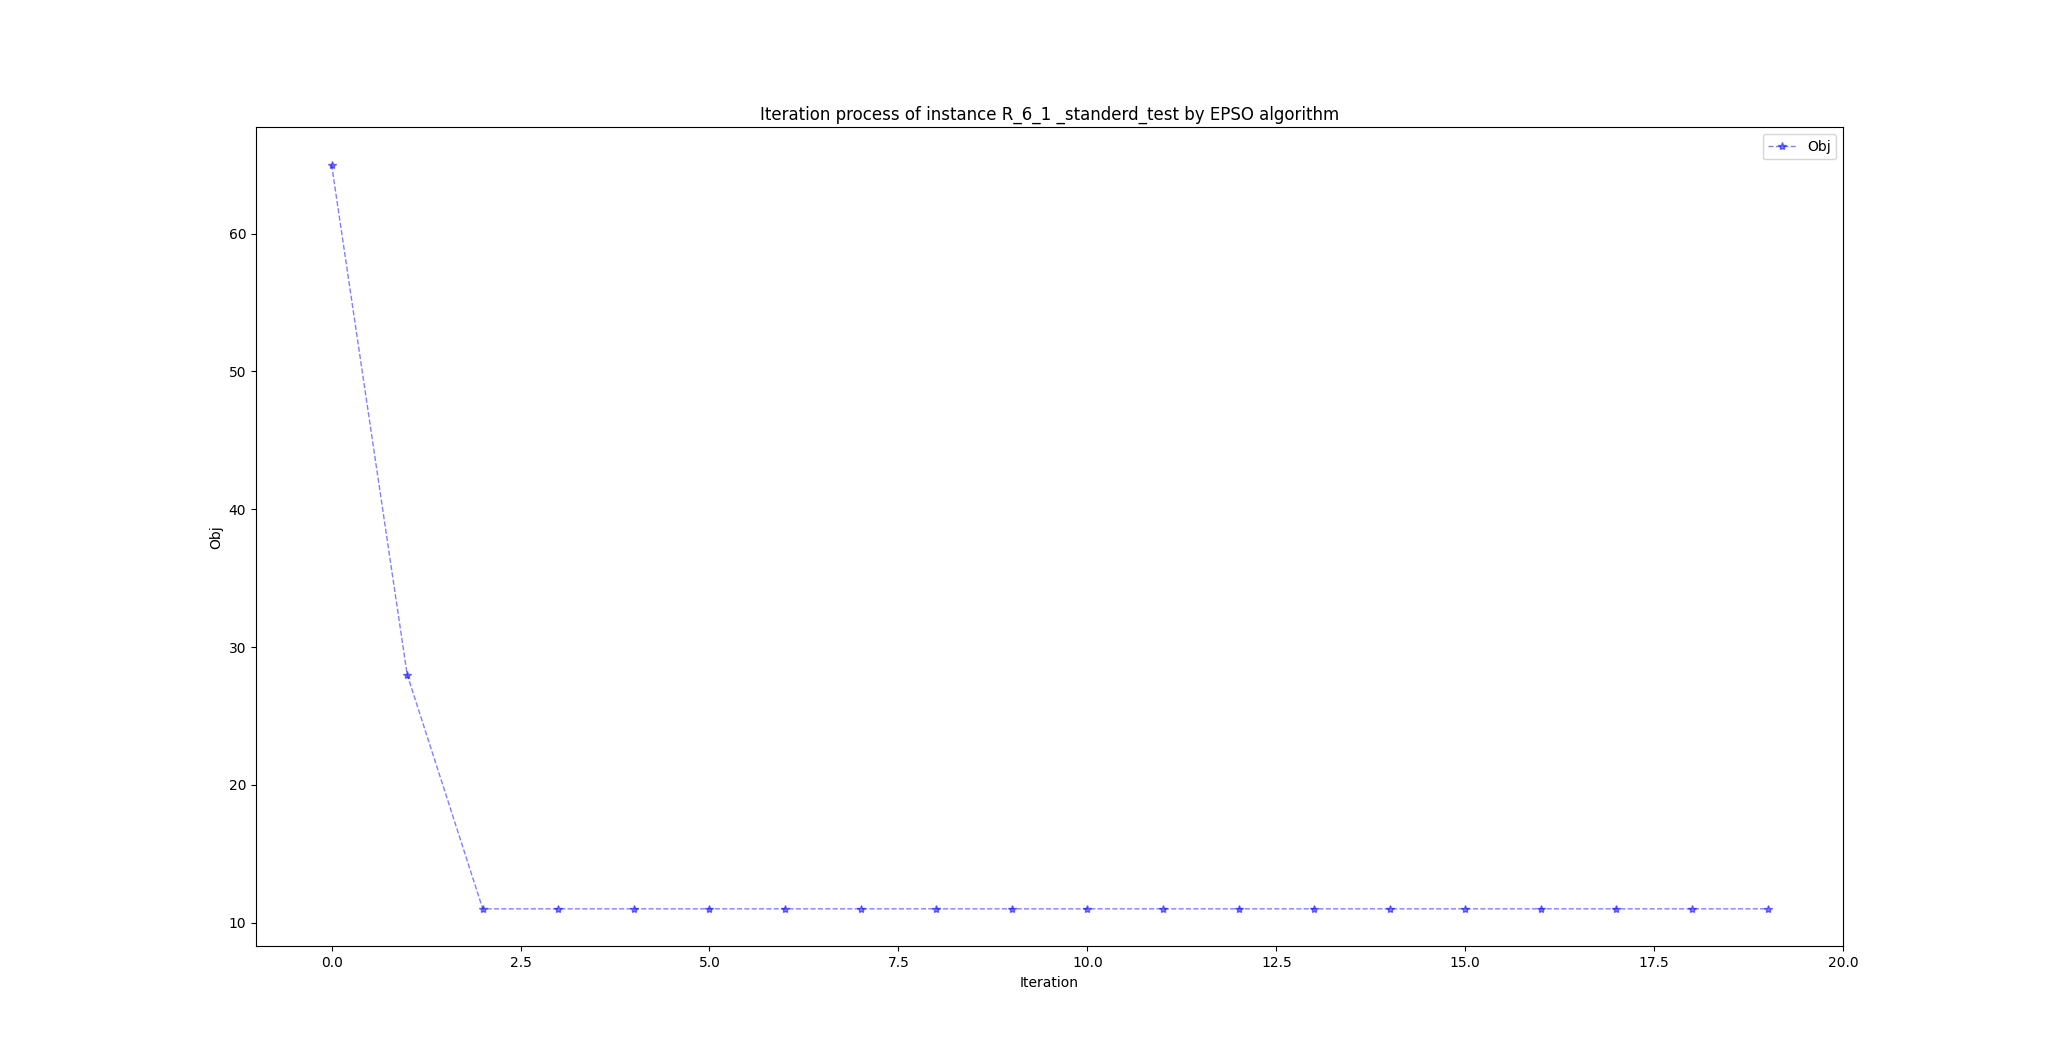 Iteration process of instance R_6_1 _standerd_test by EPSO algorithm
Obj
60
50
40
30
20
10
Obj
0.0 2.5 5.0 7.5 10.0 12.5 15.0 17.5 20.0
Iteration